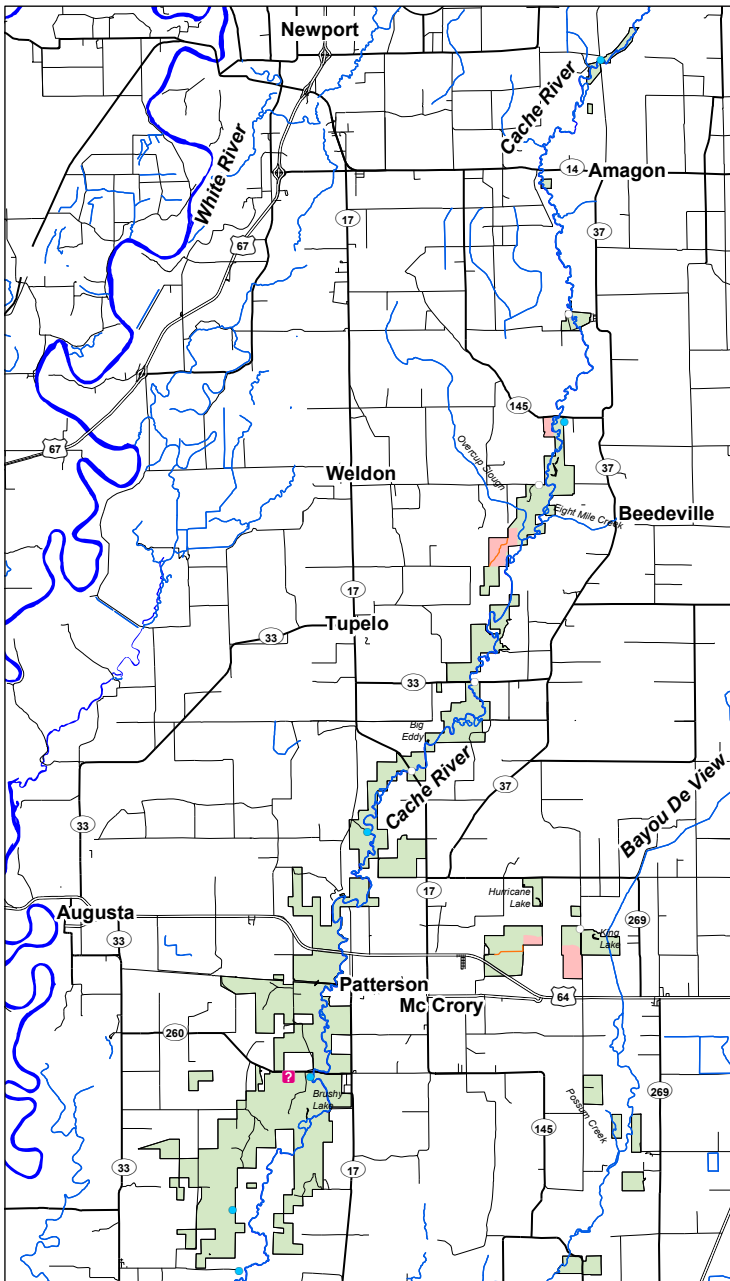 Newport
Cache River
14
Amagon
White River
17
37
67
145
67
Overcup Slough
Weldon
37
Eight Mile Creek
Beedeville
17
Tupelo
33
33
Big
Eddy
Cache River
37
Bayou De View
33
17
Hurricane
Lake
Augusta
269
33
King
Lake
Patterson
Mc Crory
64
260
?
Brushy
Lake
269
Possum Creek
145
33
17